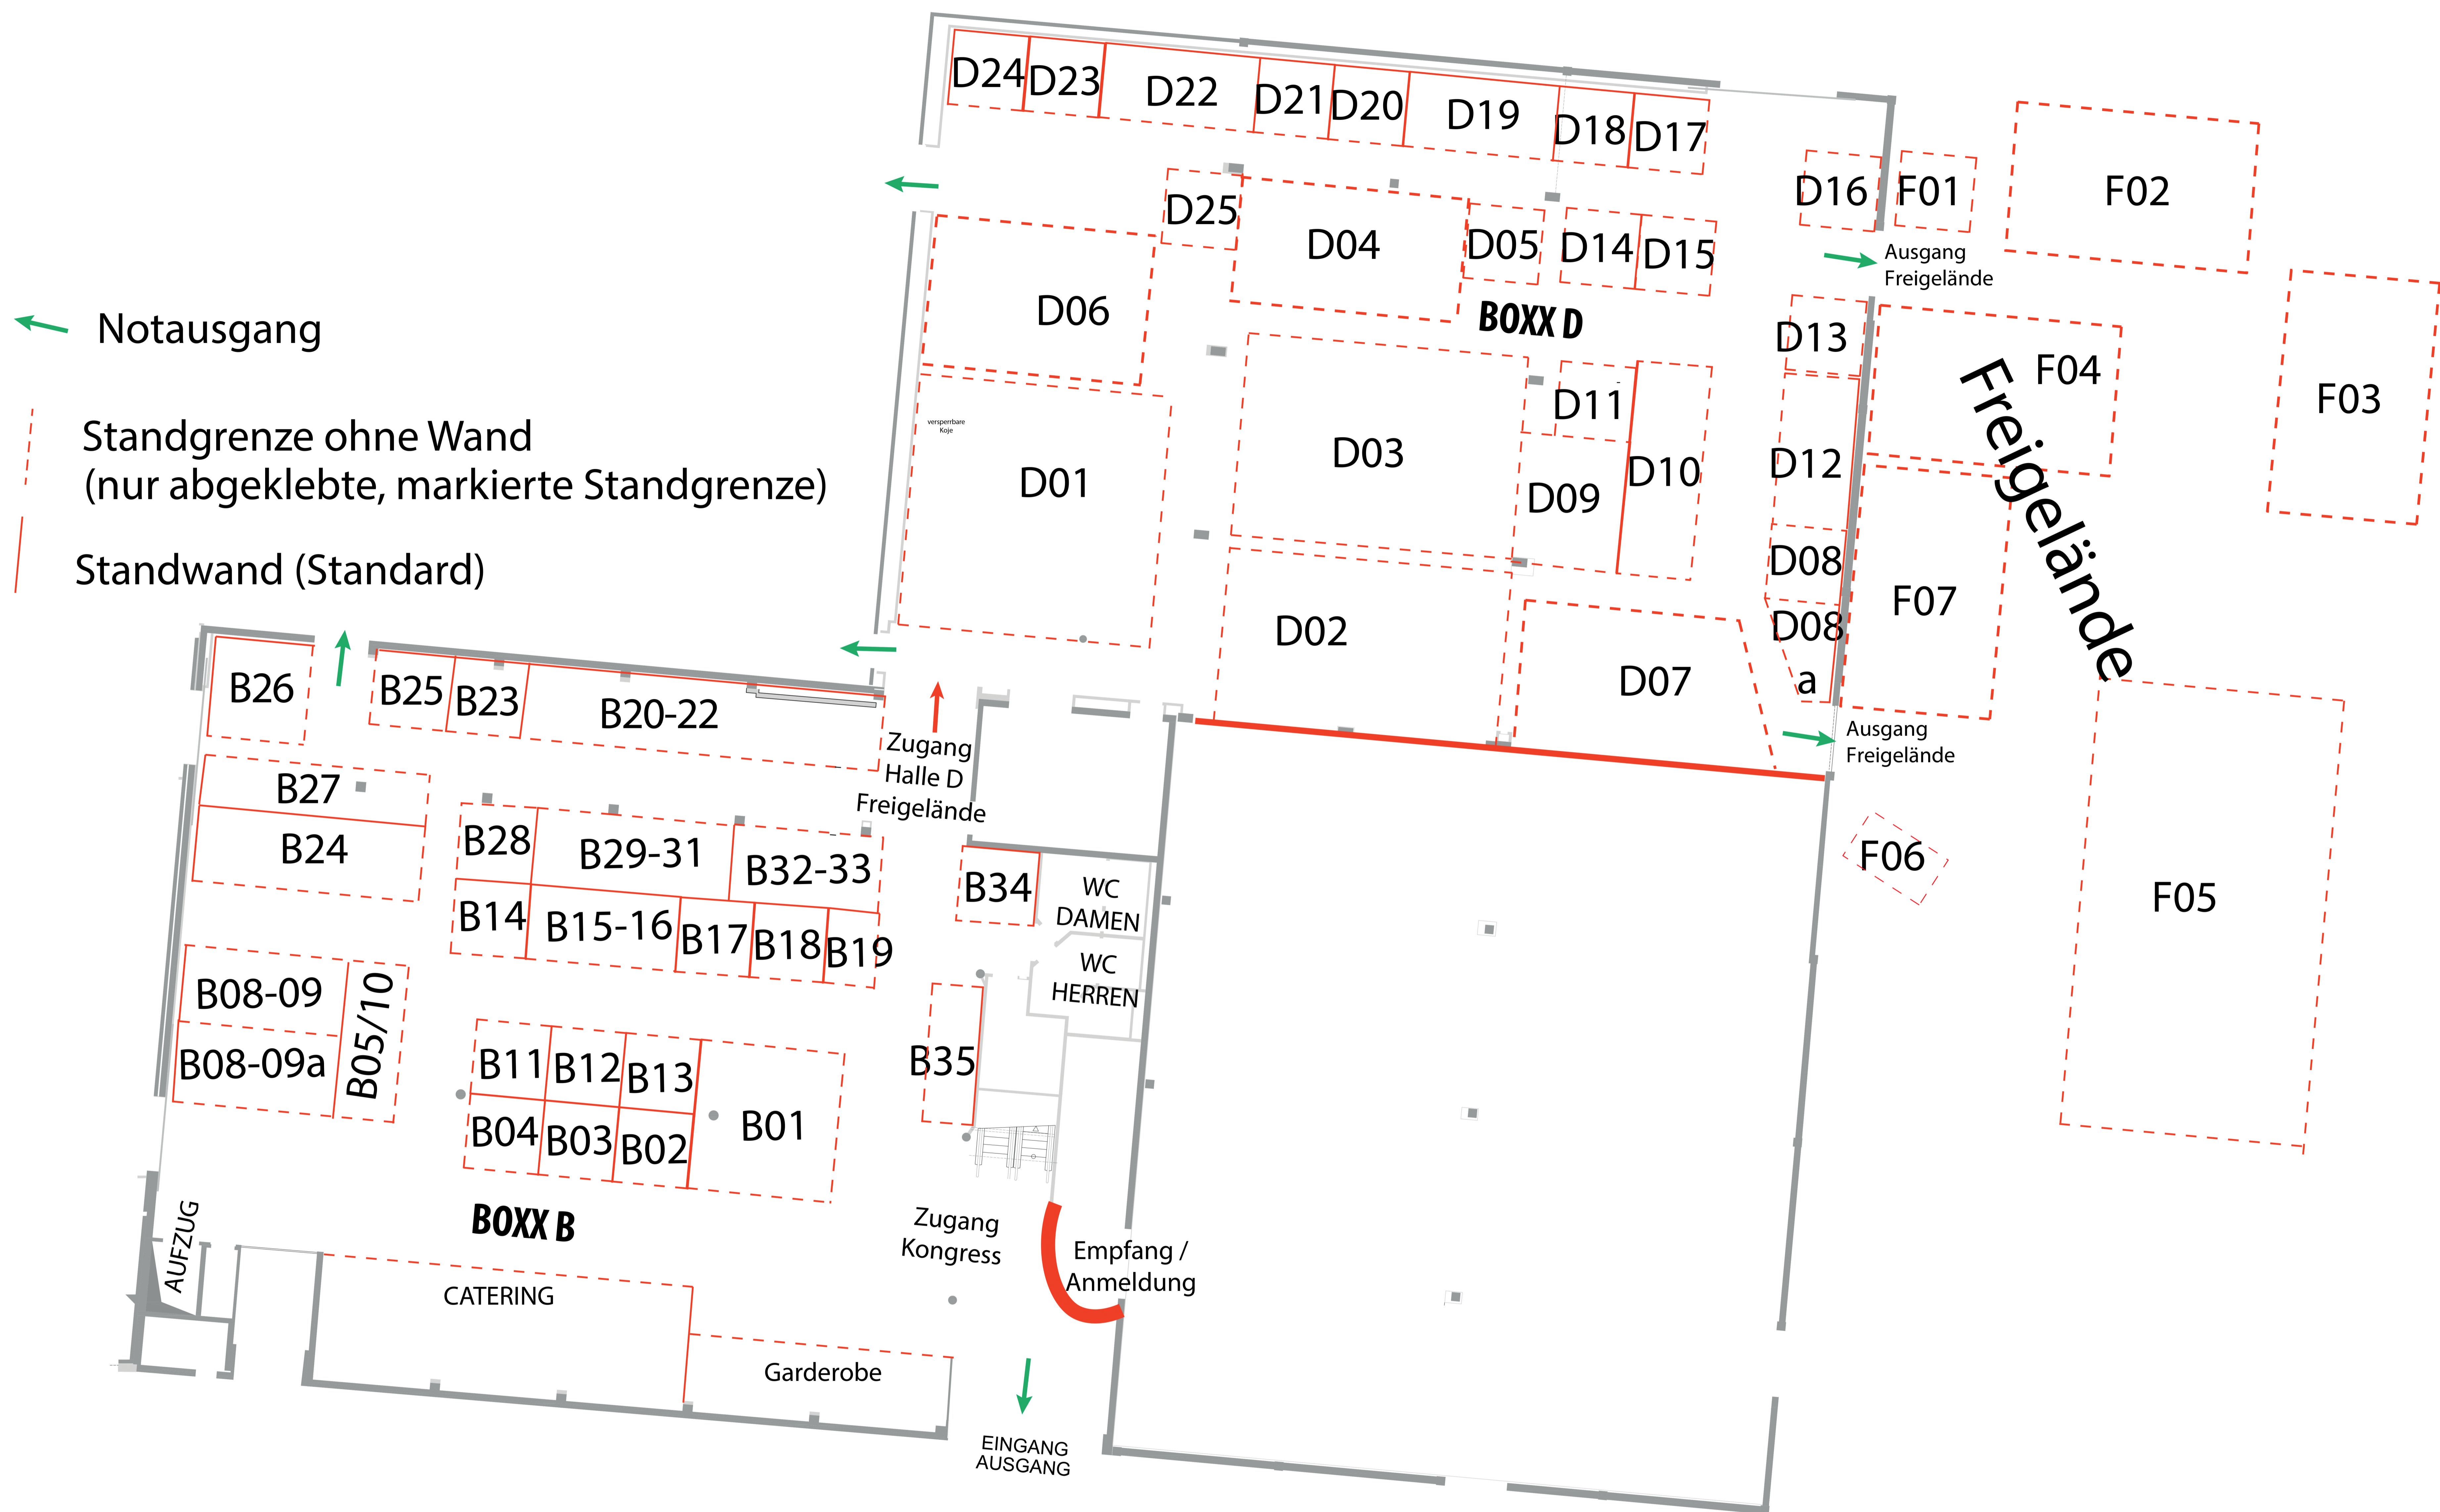 D24
D23
D22
D21
D20
D19
D18
D17
D16
F01
F02
D25
D04
D05
D14
D15
Ausgang
Freigelände
D06
BOXX D
D13
F04
F03
Freigelände
Notausgang
Standgrenze ohne Wand
(nur abgeklebte, markierte Standgrenze)
Standwand (Standard)
versperrbare
Koje
D01
D03
D11
D09
D10
D12
D08
D08
a
F07
D02
D07
Ausgang
Freigelände
B26
B25
B23
B20-22
Zugang
Halle D
Freigelände
B27
B24
B28
B29-31
B32-33
B14
B15-16
B17
B18
B19
B34
WC
DAMEN
WC
HERREN
F06
F05
B08-09
B08-09a
B05/10
B11
B12
B13
B04
B03
B02
B01
B35
BOXX B
AUFZUG
Zugang
Kongress
Empfang /
Anmeldung
CATERING
Garderobe
EINGANG
AUSGANG